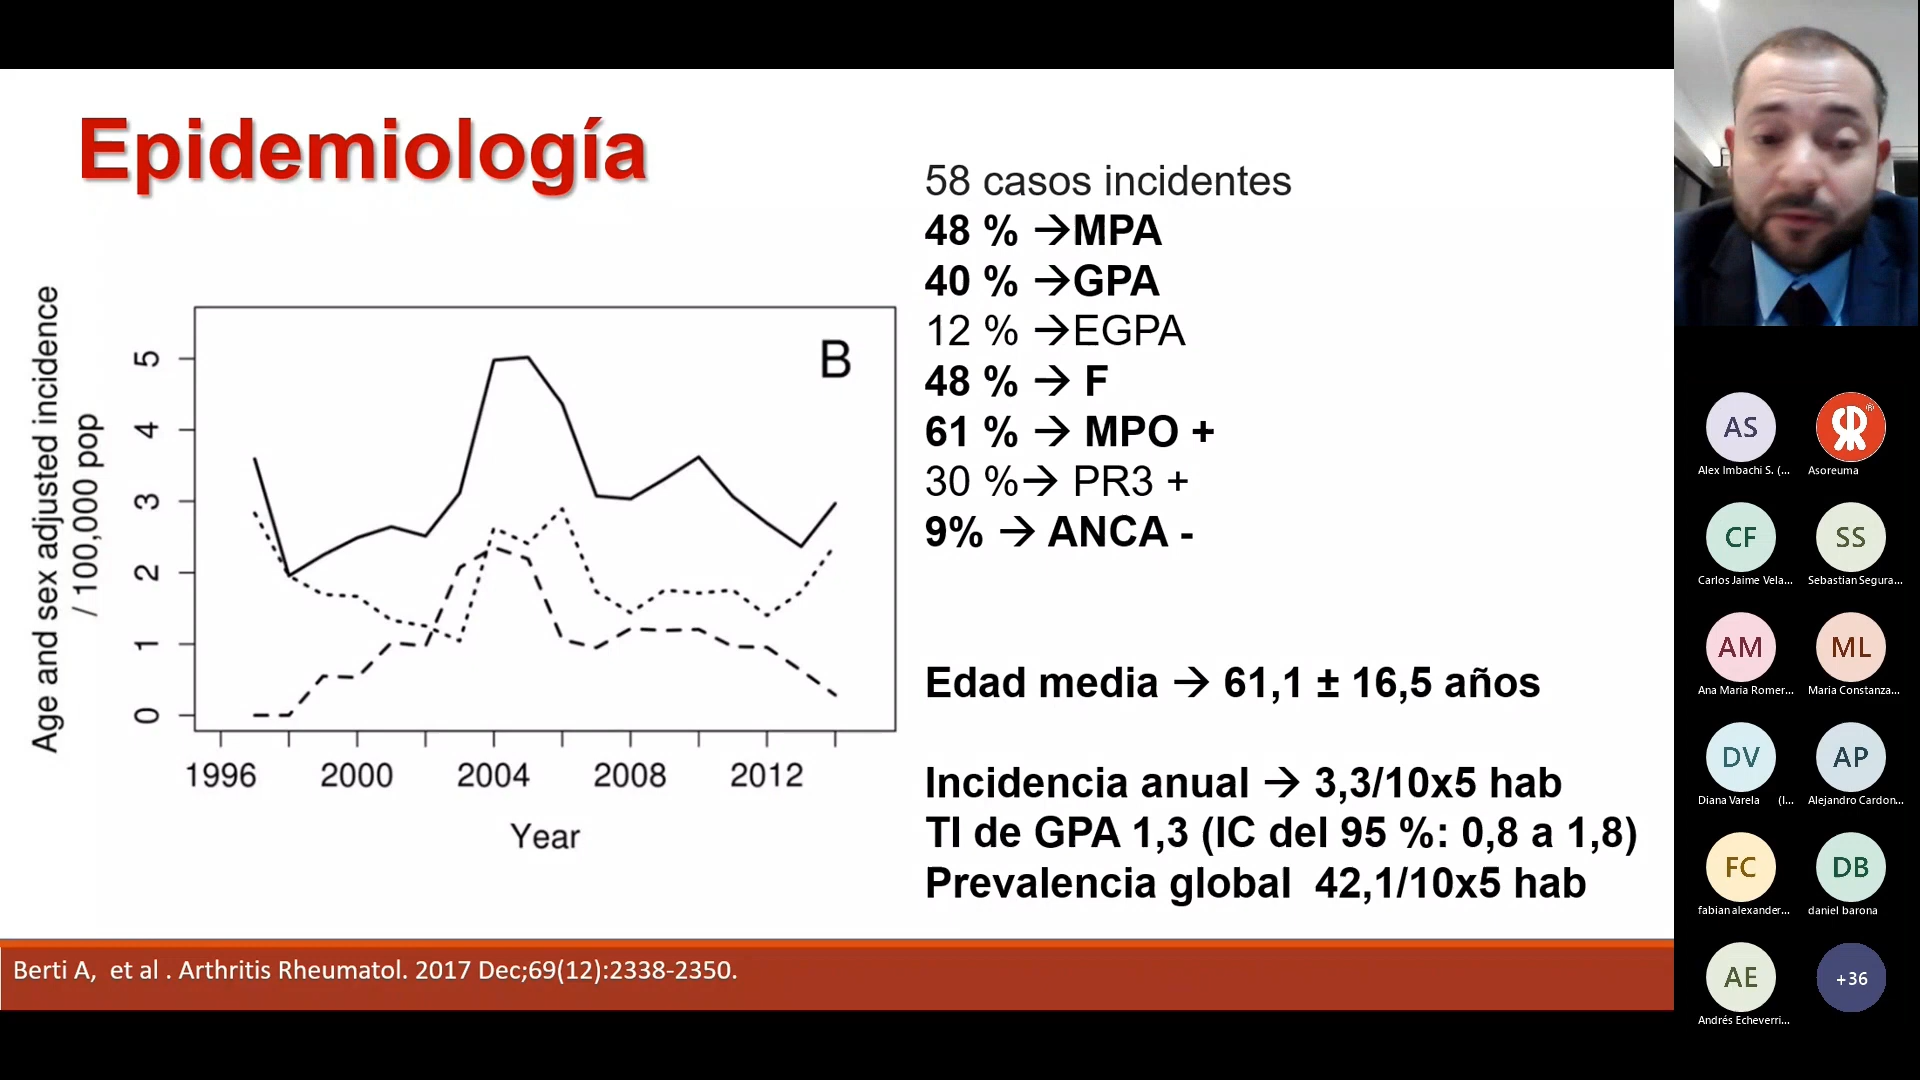 Epidemiología
58 casos incidentes
48 % →MPA
40 % →GPA
12 % →EGPA
48 % → F
61 % → MPO +
30 %→ PR3 +
9% → ANCA -
Edad media → 61,1 ± 16,5 años
Incidencia anual → 3,3/10x5 hab
TI de GPA 1,3 (IC del 95 %: 0,8 a 1,8)
Prevalencia global 42,1/10x5 hab
Age and sex adjusted incidence
/ 100,000 pop
B
5
4
3
2
1
0
1996 2000 2004 2008 2012
Year
Berti A, et al . Arthritis Rheumatol. 2017 Dec;69(12):2338-2350.
AS
Alex Imbachi S. (...
Asoreuma
CF
Carlos Jaime Vela...
SS
Sebastian Segura...
AM
Ana Maria Romer...
ML
Maria Constanza...
DV
Diana Varela (I...
AP
Alejandro Cardon...
FC
fabian alexander...
DB
daniel barona
AE
Andrés Echeverri...
+36